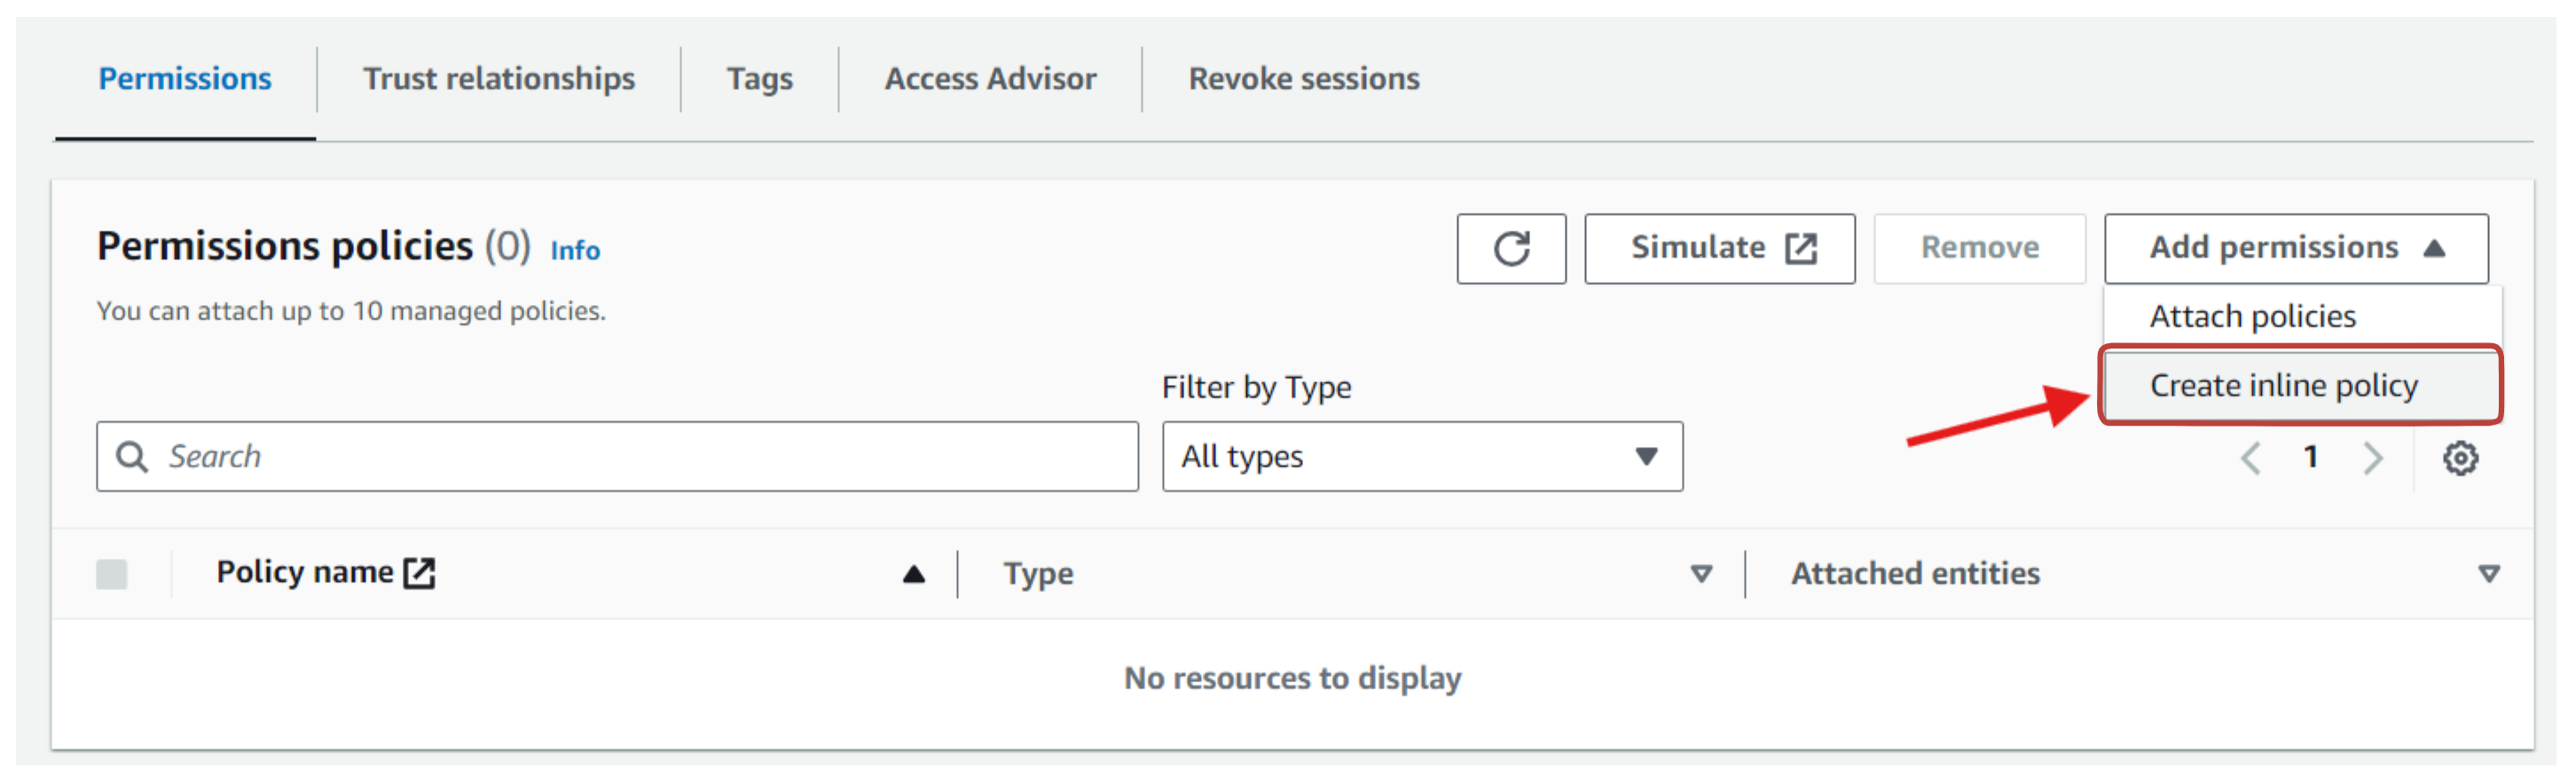 Permissions
Trust relationships
Tags
Access Advisor
Revoke sessions
Permissions policies (0) Info
Simulate
Remove
Add permissions
You can attach up to 10 managed policies.
Attach policies
Create inline policy
Filter by Type
Search
All types
1
Policy name
Type
Attached entities
No resources to display